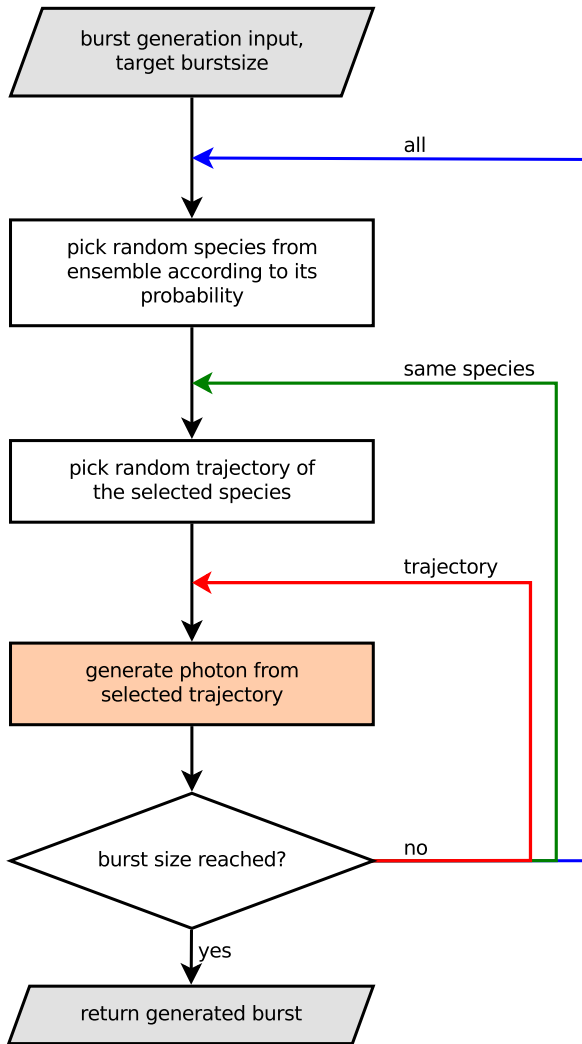 burst generation input,
target burstsize
all
pick random species from
ensemble according to its
probability
same species
pick random trajectory of
the selected species
trajectory
generate photon from
selected trajectory
burst size reached?
no
yes
return generated burst